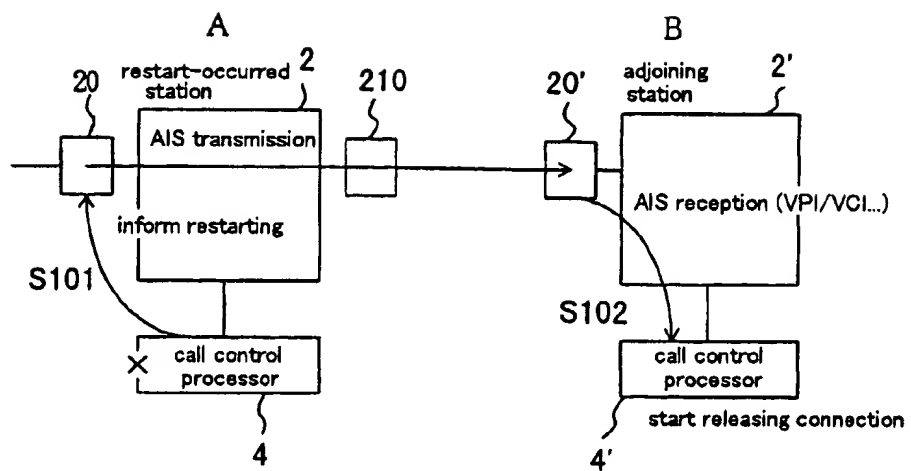 A
B
restart-occurred
station
2
20
210
20'
adjoining
station
2'
AIS transmission
inform restarting
AIS reception (VPI/VCI...)
S101
S102
call control
processor
call control
processor
4
4'
start releasing connection